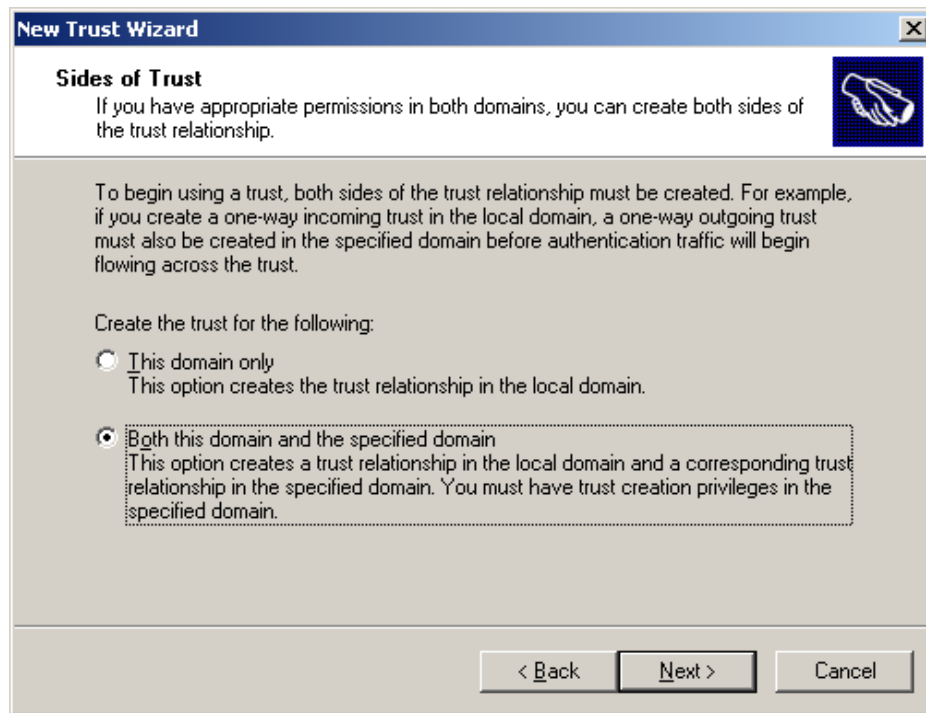 New Trust Wizard
Sides of Trust
If you have appropriate permissions in both domains, you can create both sides of
the trust relationship.
To begin using a trust, both sides of the trust relationship must be created. For example,
if you create a one-way incoming trust in the local domain, a one-way outgoing trust
must also be created in the specified domain before authentication traffic will begin
flowing across the trust.
Create the trust for the following:
This domain only
This option creates the trust relationship in the local domain.
Both this domain and the specified domain
This option creates a trust relationship in the local domain and a corresponding trust
relationship in the specified domain. You must have trust creation privileges in the
specified domain.
< Back Next > Cancel